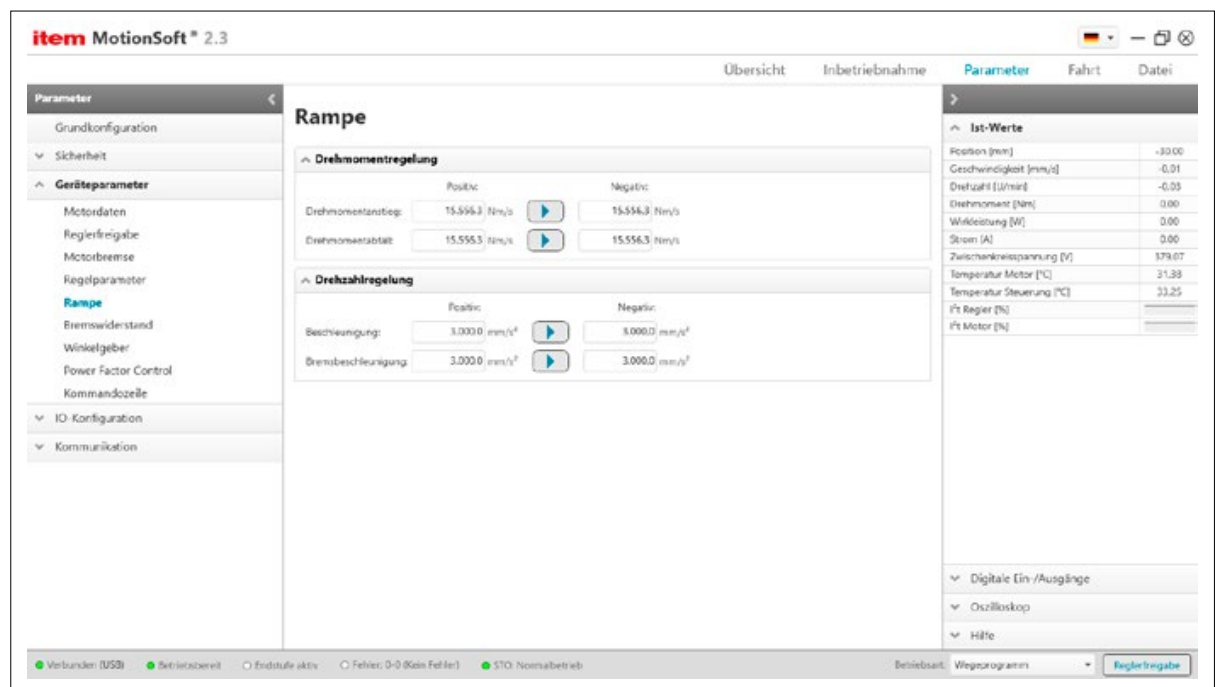 item MotionSoft® 2.3
Übersicht Inbetriebnahme Parameter Fahrt Datei
Parameter
Grundkonfiguration
Sicherheit
Geräteparameter
Motordaten
Reglerfreigabe
Motorbremse
Regelparameter
Rampe
Bremswiderstand
Winkelgeber
Power Factor Control
Kommandozeile
IO-Konfiguration
Kommunikation
Rampe
Drehmomentregelung
Positiv: Negativ:
Drehmomentanstieg: 15.556.3 Nm/s 15.556.3 Nm/s
Drehmomentabfall: 15.556.3 Nm/s 15.556.3 Nm/s
Drehzahlregelung
Positiv: Negativ:
Beschleunigung: 3.000.0 mm/s² 3.000.0 mm/s²
Bremsbeschleunigung: 3.000.0 mm/s² 3.000.0 mm/s²
Ist-Werte
Position [mm] -30.00
Geschwindigkeit [mm/s] -0.01
Drehzahl [U/min] -0.03
Drehmoment [Nm] 0.00
Wirkleistung [W] 0.00
Strom [A] 0.00
Zwischenkreisspannung [V] 579.07
Temperatur Motor [°C] 31.38
Temperatur Steuerung [°C] 33.25
I²t Regler [%]
I²t Motor [%]
Digitale Ein-/Ausgänge
Oszilloskop
Hilfe
Verbunden (USB) Betriebsbereit Endstufe aktiv Fehler: 0-0 (Kein Fehler) STO: Normalbetrieb Betriebsart: Wegeprogramm Reglerfreigabe